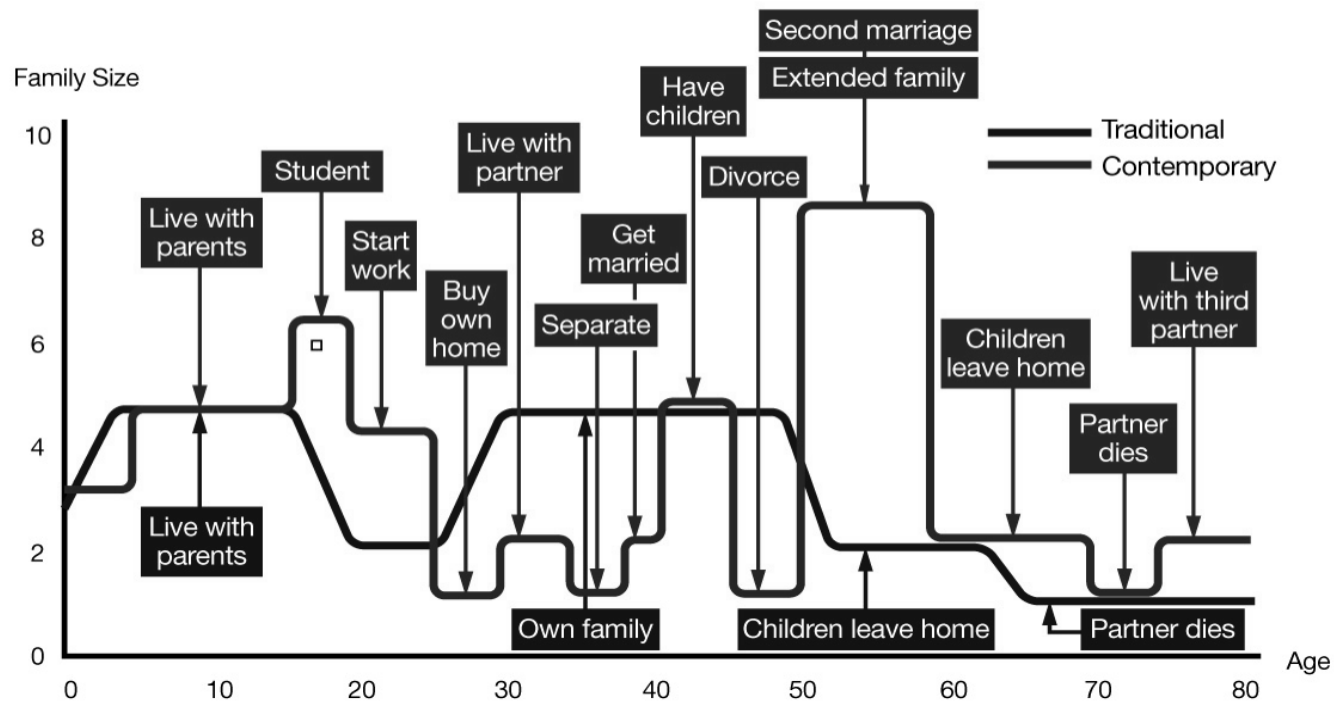 Second marriage
Extended family
Family Size
Have
children
10
Traditional
Live with
partner
Contemporary
Student
Divorce
Live with
parents
8
Start
work
Get
married
Live
with third
partner
Buy
own
home
Separate
6
Children
leave home
Partner
dies
4
Live with
parents
2
Own family
Children leave home
Partner dies
0
Age
0 10 20 30 40 50 60 70 80